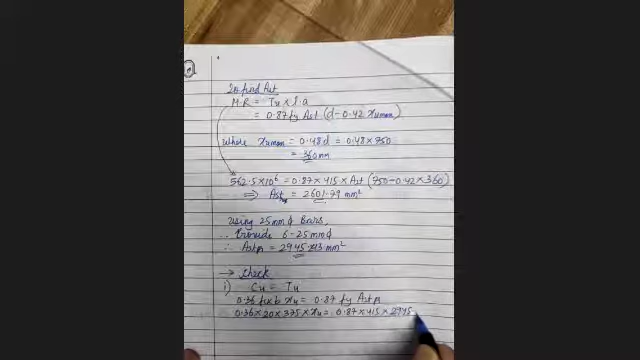 To find Ast
M.R = Tu × l.a
= 0.87 fy Ast (d - 0.42 xumax)
where xumax = 0.48d = 0.48 × 750
= 360mm
562.5 × 10⁶ = 0.87 × 415 × Ast (750 - 0.42 × 360)
⇒ Ast = 2601.79 mm²
Using 25mm ϕ Bars,
∴ Provide 6-25mm ϕ
∴ Astp = 2945.243 mm²
→ Check
i) Cu = Tu
0.36 fck b xu = 0.87 fy Astp
0.36 × 20 × 375 × xu = 0.87 × 415 × 2945